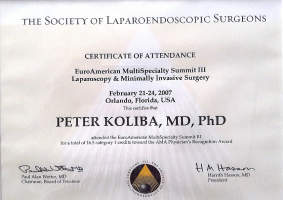 THE SOCIETY OF LAPAROENDOSCOPIC SURGEONS
CERTIFICATE OF ATTENDANCE
EuroAmerican MultiSpecialty Summit III
Laparoscopy & Minimally Invasive Surgery
February 21-24, 2007
Orlando, Florida, USA
This certifies that
PETER KOLIBA, MD, PhD
attended the EuroAmerican MultiSpecialty Summit III
for a total of 16.5 category 1 credits toward the AMA Physician's Recognition Award
Paul Alan Wetter, MD
Chairman, Board of Trustees
Harrith Hasson, MD
President